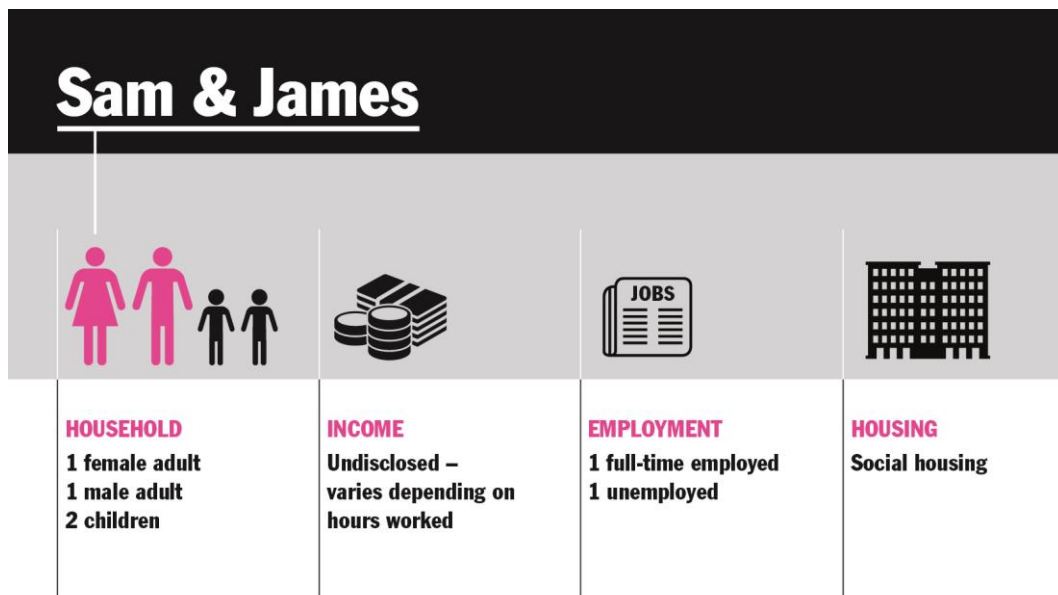 Sam & James
JOBS
HOUSEHOLD
1 female adult
1 male adult
2 children
INCOME
Undisclosed –
varies depending on
hours worked
EMPLOYMENT
1 full-time employed
1 unemployed
HOUSING
Social housing